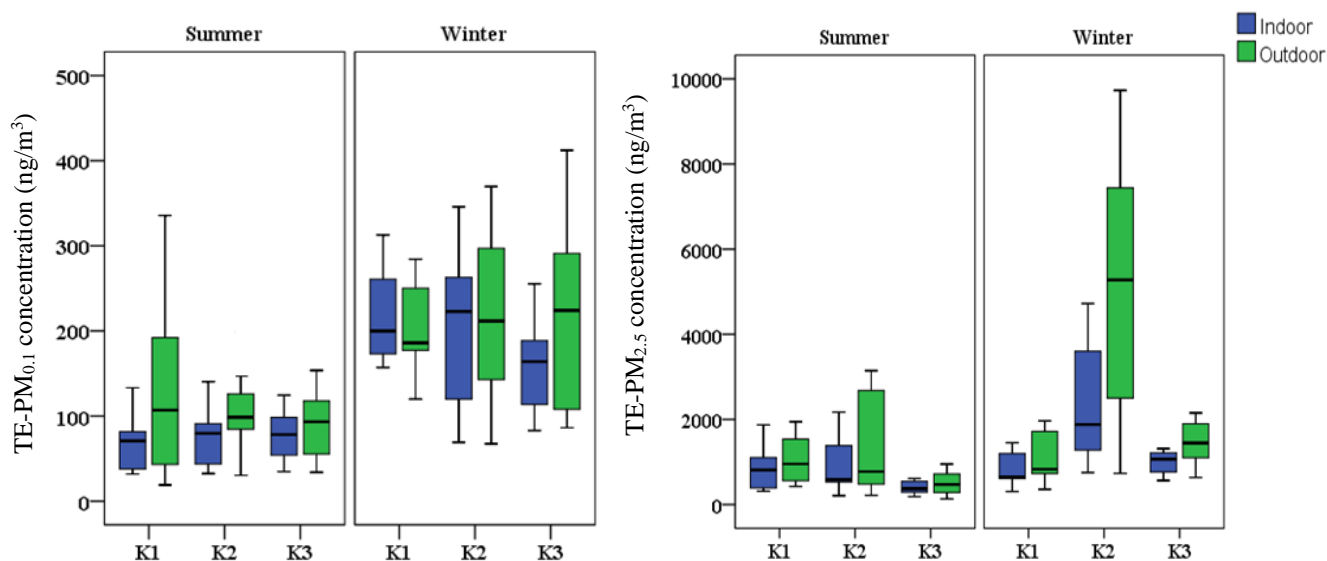 Summer Winter
TE-PM0.1 concentration (ng/m³)
500
400
300
200
100
0
K1 K2 K3 K1 K2 K3
Summer Winter
TE-PM2.5 concentration (ng/m³)
10000
8000
6000
4000
2000
0
K1 K2 K3 K1 K2 K3
Indoor
Outdoor